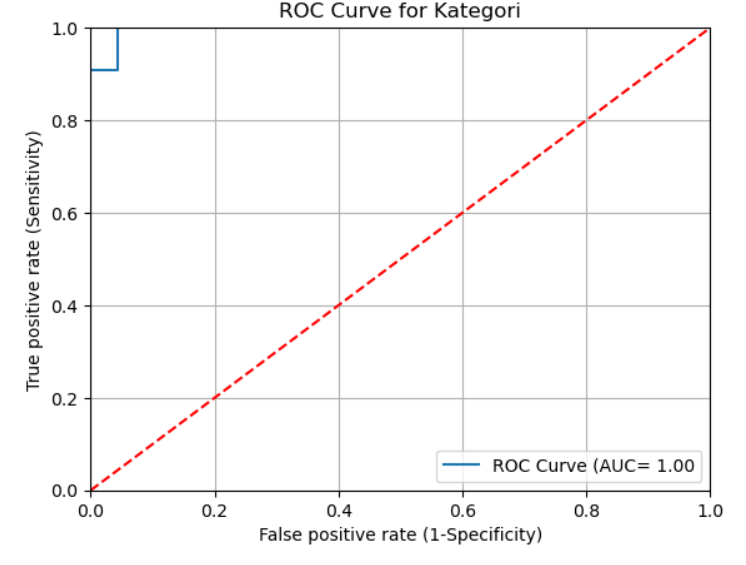 ROC Curve for Kategori
1.0
0.8
0.6
0.4
0.2
0.0
True positive rate (Sensitivity)
ROC Curve (AUC= 1.00
0.0 0.2 0.4 0.6 0.8 1.0
False positive rate (1-Specificity)